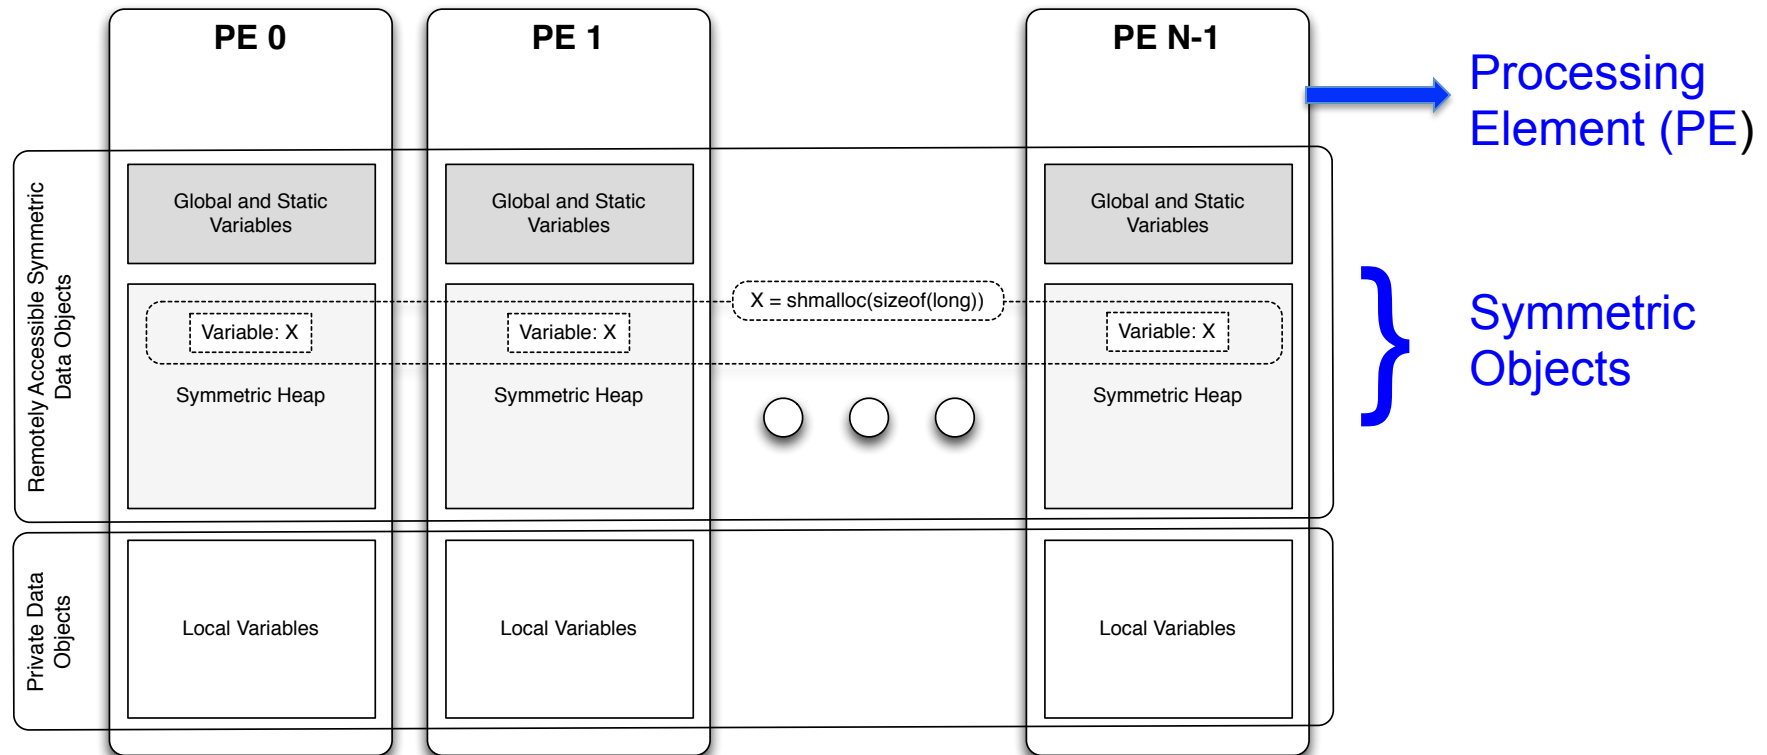 PE 0
PE 1
PE N-1
Processing
Element (PE)
Remotely Accessible Symmetric
Data Objects
Global and Static
Variables
Global and Static
Variables
Global and Static
Variables
X = shmalloc(sizeof(long))
Variable: X
Variable: X
Variable: X
Symmetric
Objects
Symmetric Heap
Symmetric Heap
Symmetric Heap
Private Data
Objects
Local Variables
Local Variables
Local Variables